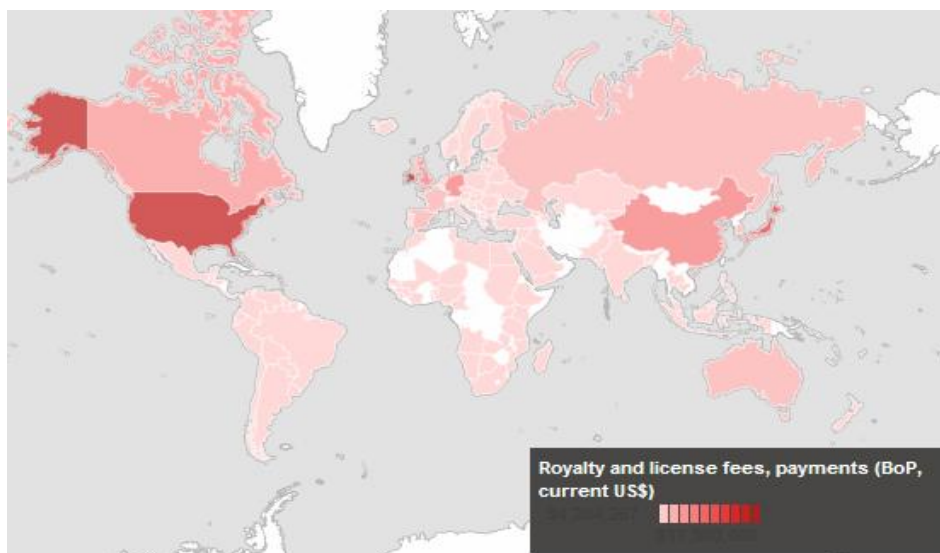 Royalty and license fees, payments (BoP,
current US$)